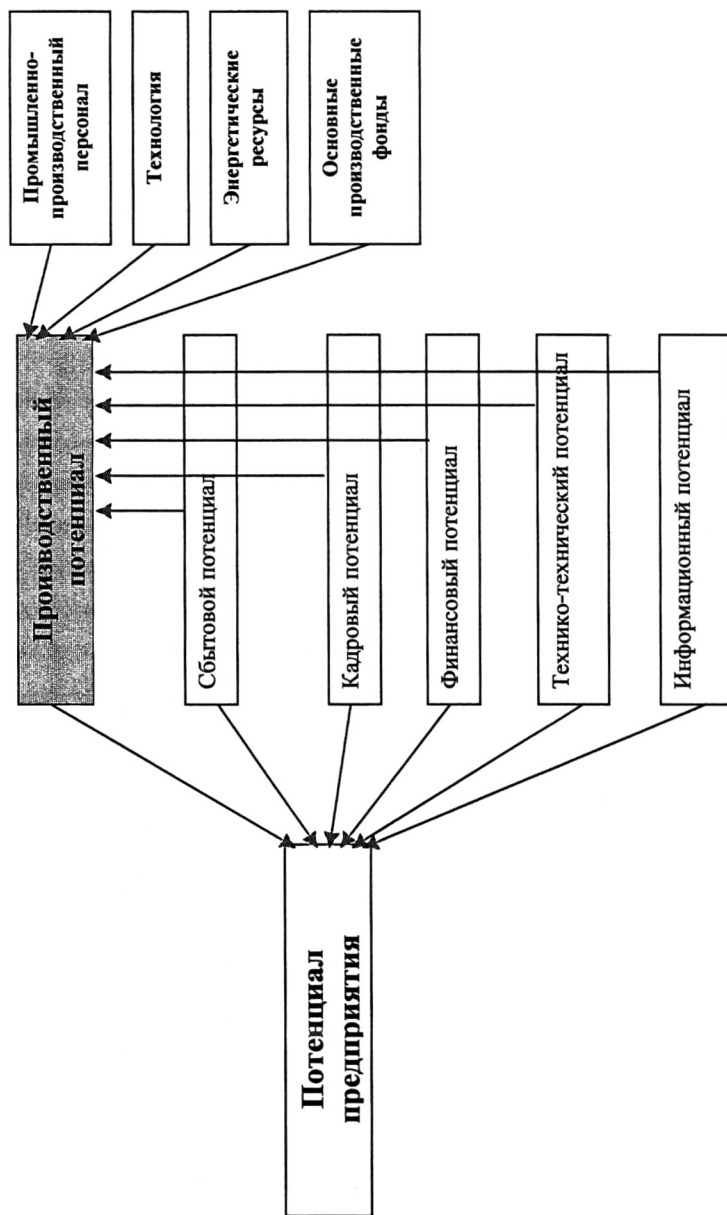 Потенциал
предприятия
Производственный
потенциал
Сбытовой потенциал
Кадровый потенциал
Финансовый потенциал
Технико-технический потенциал
Информационный потенциал
Промышленно-
производственный
персонал
Технология
Энергетические
ресурсы
Основные
производственные
фонды